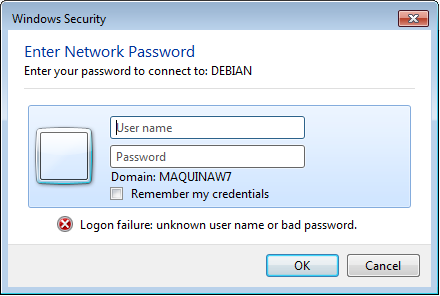 Windows Security
Enter Network Password
Enter your password to connect to: DEBIAN
User name
Password
Domain: MAQUINAW7
Remember my credentials
Logon failure: unknown user name or bad password.
OK
Cancel